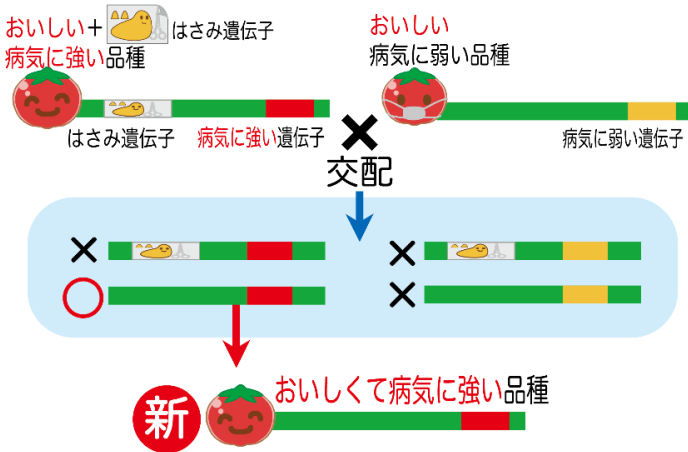 おいしい+
はさみ遺伝子
病気に強い品種
おいしい
病気に弱い品種
はさみ遺伝子
病気に強い遺伝子
病気に弱い遺伝子
×
交配
×
×
○
×
新
おいしくて病気に強い品種